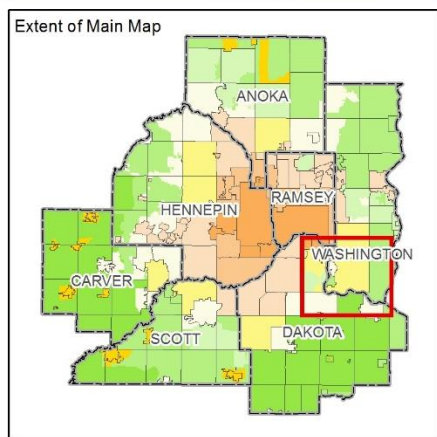 Extent of Main Map
ANOKA
HENNEPIN
RAMSEY
WASHINGTON
CARVER
SCOTT
DAKOTA